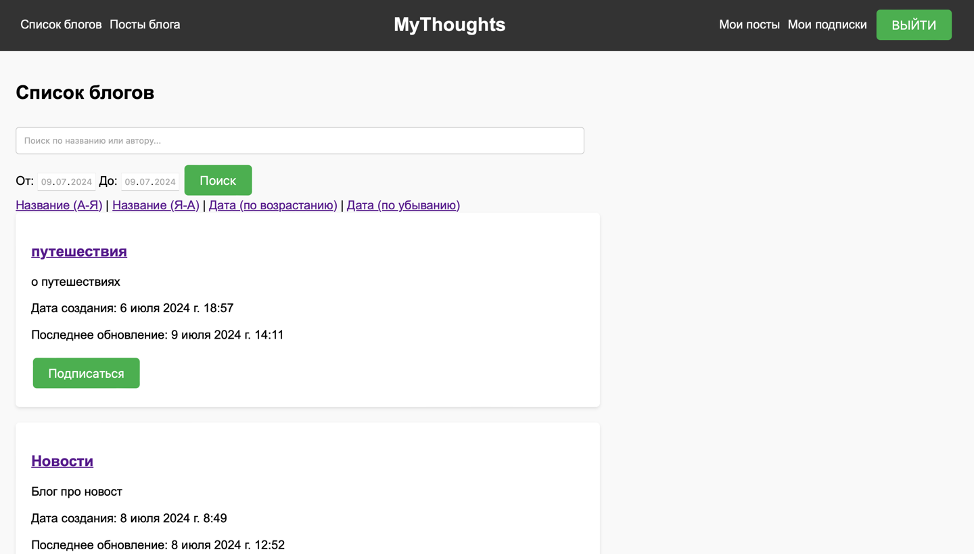 Список блогов Посты блога MyThoughts Мои посты Мои подписки ВЫЙТИ
Список блогов
Поиск по названию или автору...
От: 09.07.2024 До: 09.07.2024 Поиск
Название (А-Я) | Название (Я-А) | Дата (по возрастанию) | Дата (по убыванию)
путешествия
о путешествиях
Дата создания: 6 июля 2024 г. 18:57
Последнее обновление: 9 июля 2024 г. 14:11
Подписаться
Новости
Блог про новост
Дата создания: 8 июля 2024 г. 8:49
Последнее обновление: 8 июля 2024 г. 12:52